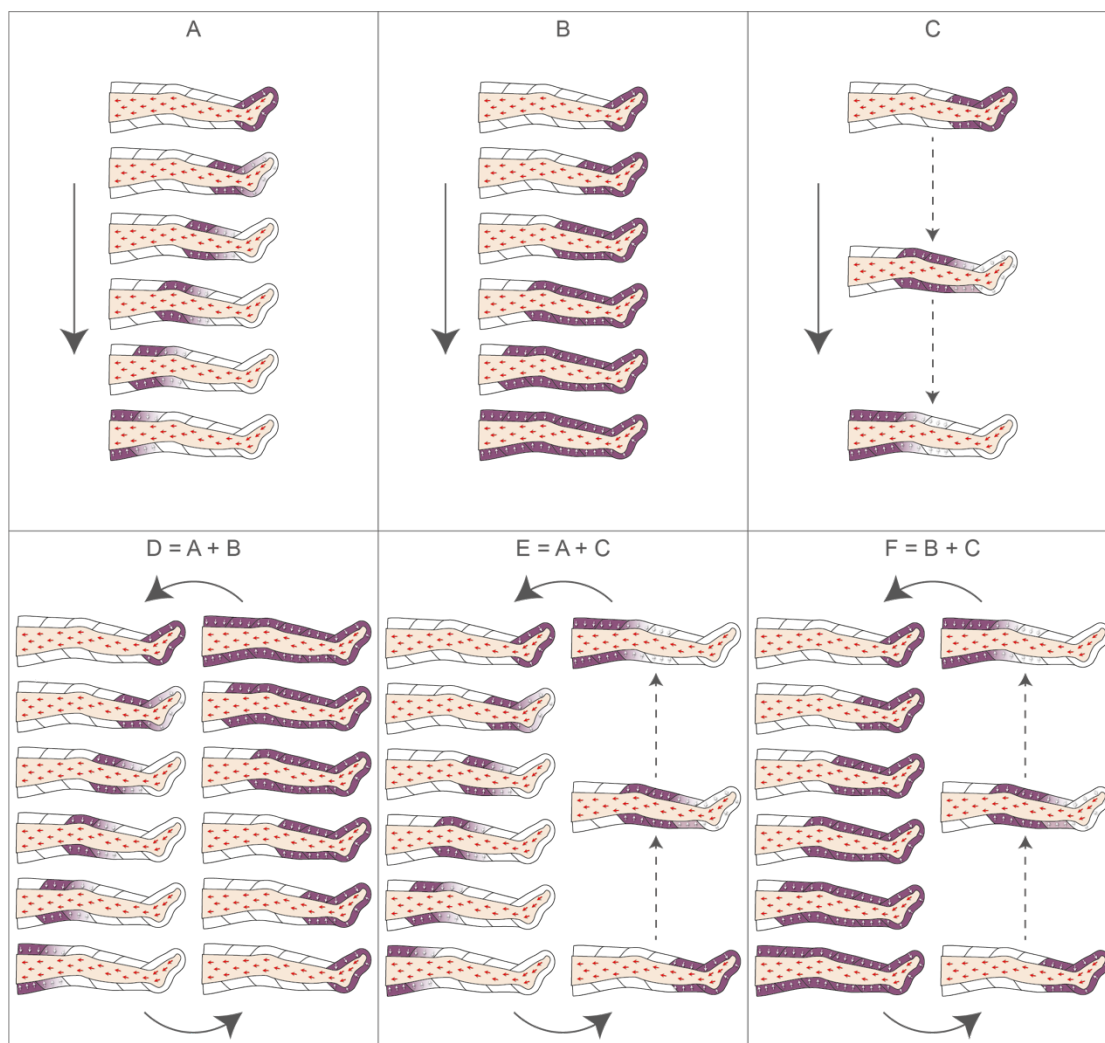 A
B
C
D = A + B
E = A + C
F = B + C